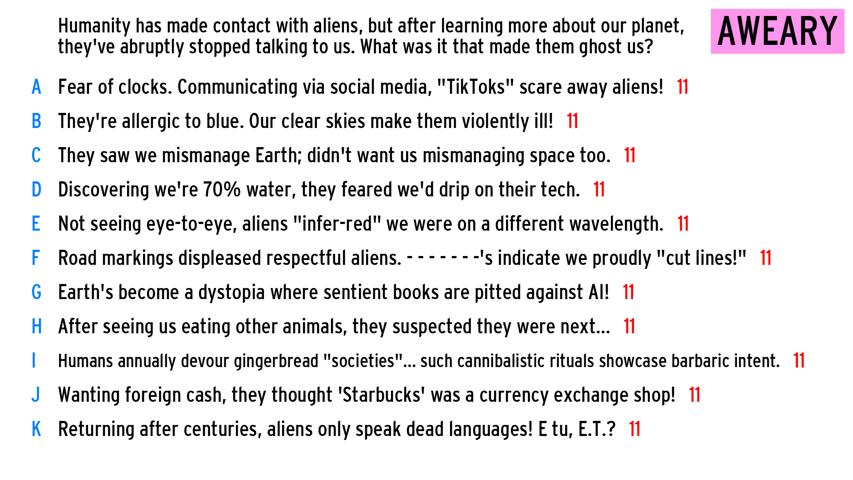 Humanity has made contact with aliens, but after learning more about our planet,
they've abruptly stopped talking to us. What was it that made them ghost us?
AWEARY
A Fear of clocks. Communicating via social media, "TikToks" scare away aliens! 11
B They're allergic to blue. Our clear skies make them violently ill! 11
C They saw we mismanage Earth; didn't want us mismanaging space too. 11
D Discovering we're 70% water, they feared we'd drip on their tech. 11
E Not seeing eye-to-eye, aliens "infer-red" we were on a different wavelength. 11
F Road markings displeased respectful aliens. - - - - - - -'s indicate we proudly "cut lines!" 11
G Earth's become a dystopia where sentient books are pitted against AI! 11
H After seeing us eating other animals, they suspected they were next... 11
I Humans annually devour gingerbread "societies"... such cannibalistic rituals showcase barbaric intent. 11
J Wanting foreign cash, they thought 'Starbucks' was a currency exchange shop! 11
K Returning after centuries, aliens only speak dead languages! E tu, E.T.? 11